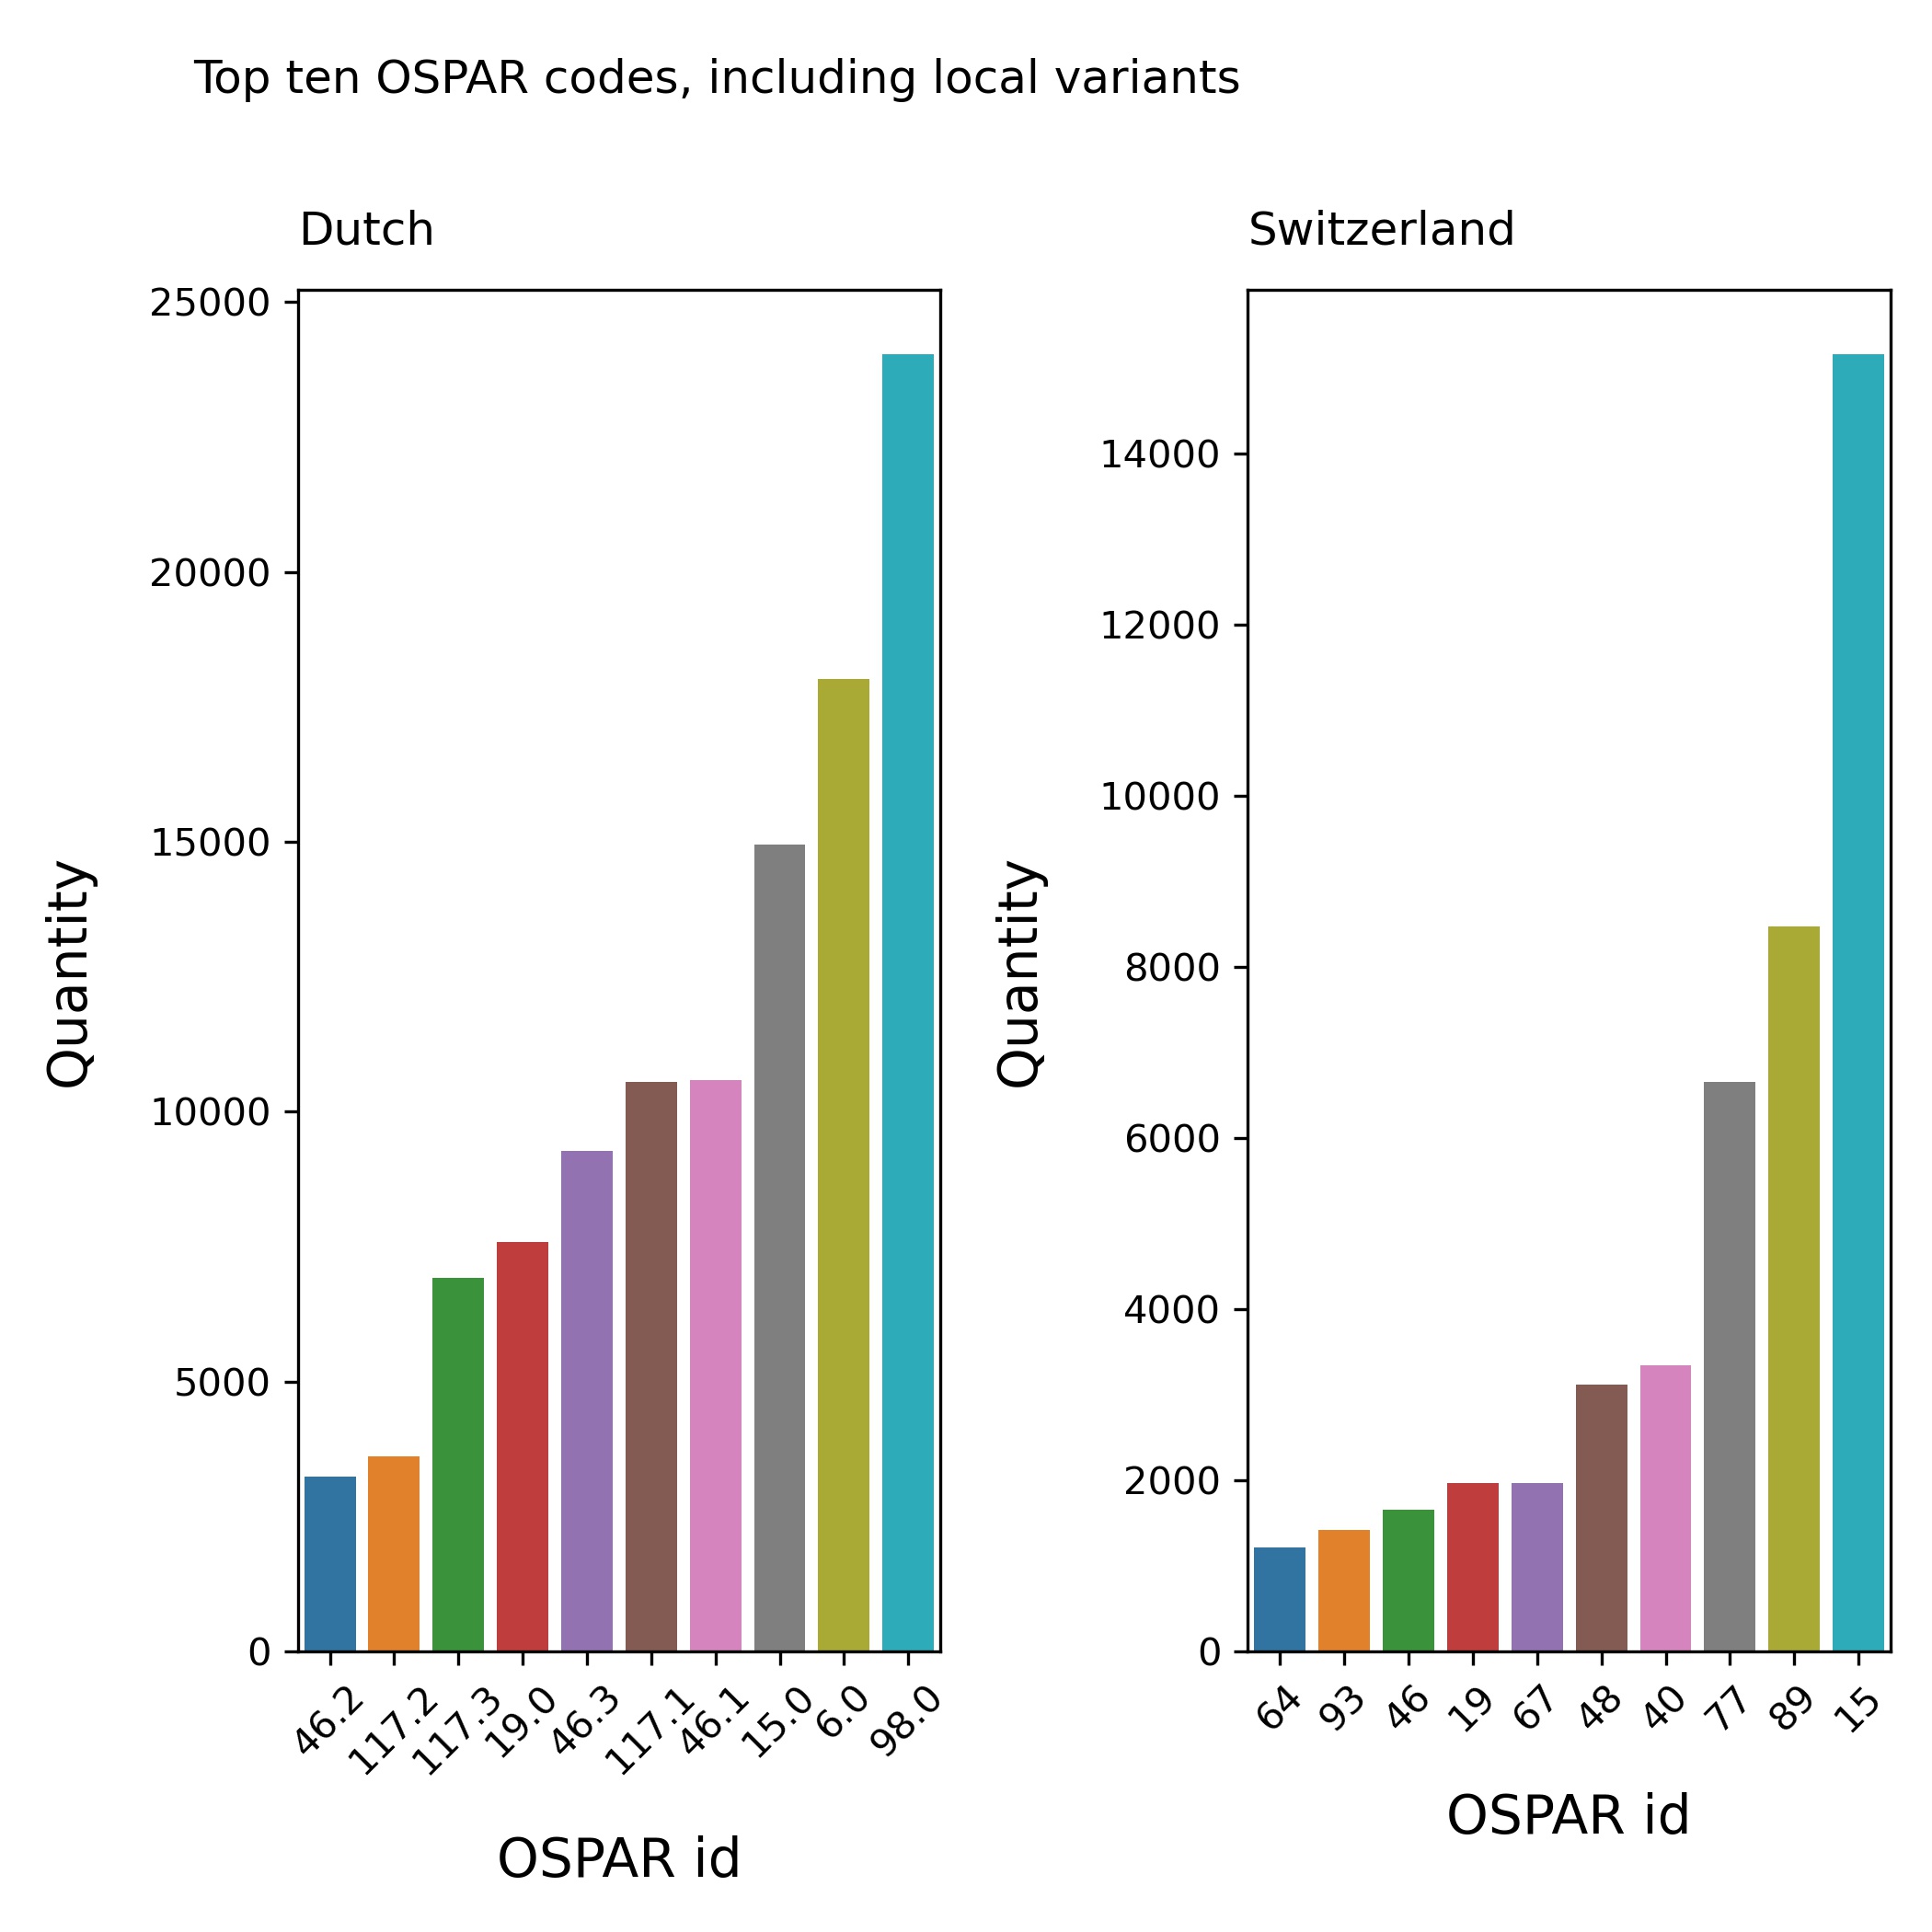 Top ten OSPAR codes, including local variants
Dutch
25000
20000
15000
10000
5000
0
Quantity
46.2 117.2 117.3 19.0 46.3 117.1 46.1 15.0 6.0 98.0
OSPAR id
Switzerland
14000
12000
10000
8000
6000
4000
2000
0
Quantity
64 93 46 19 67 48 40 77 89 15
OSPAR id